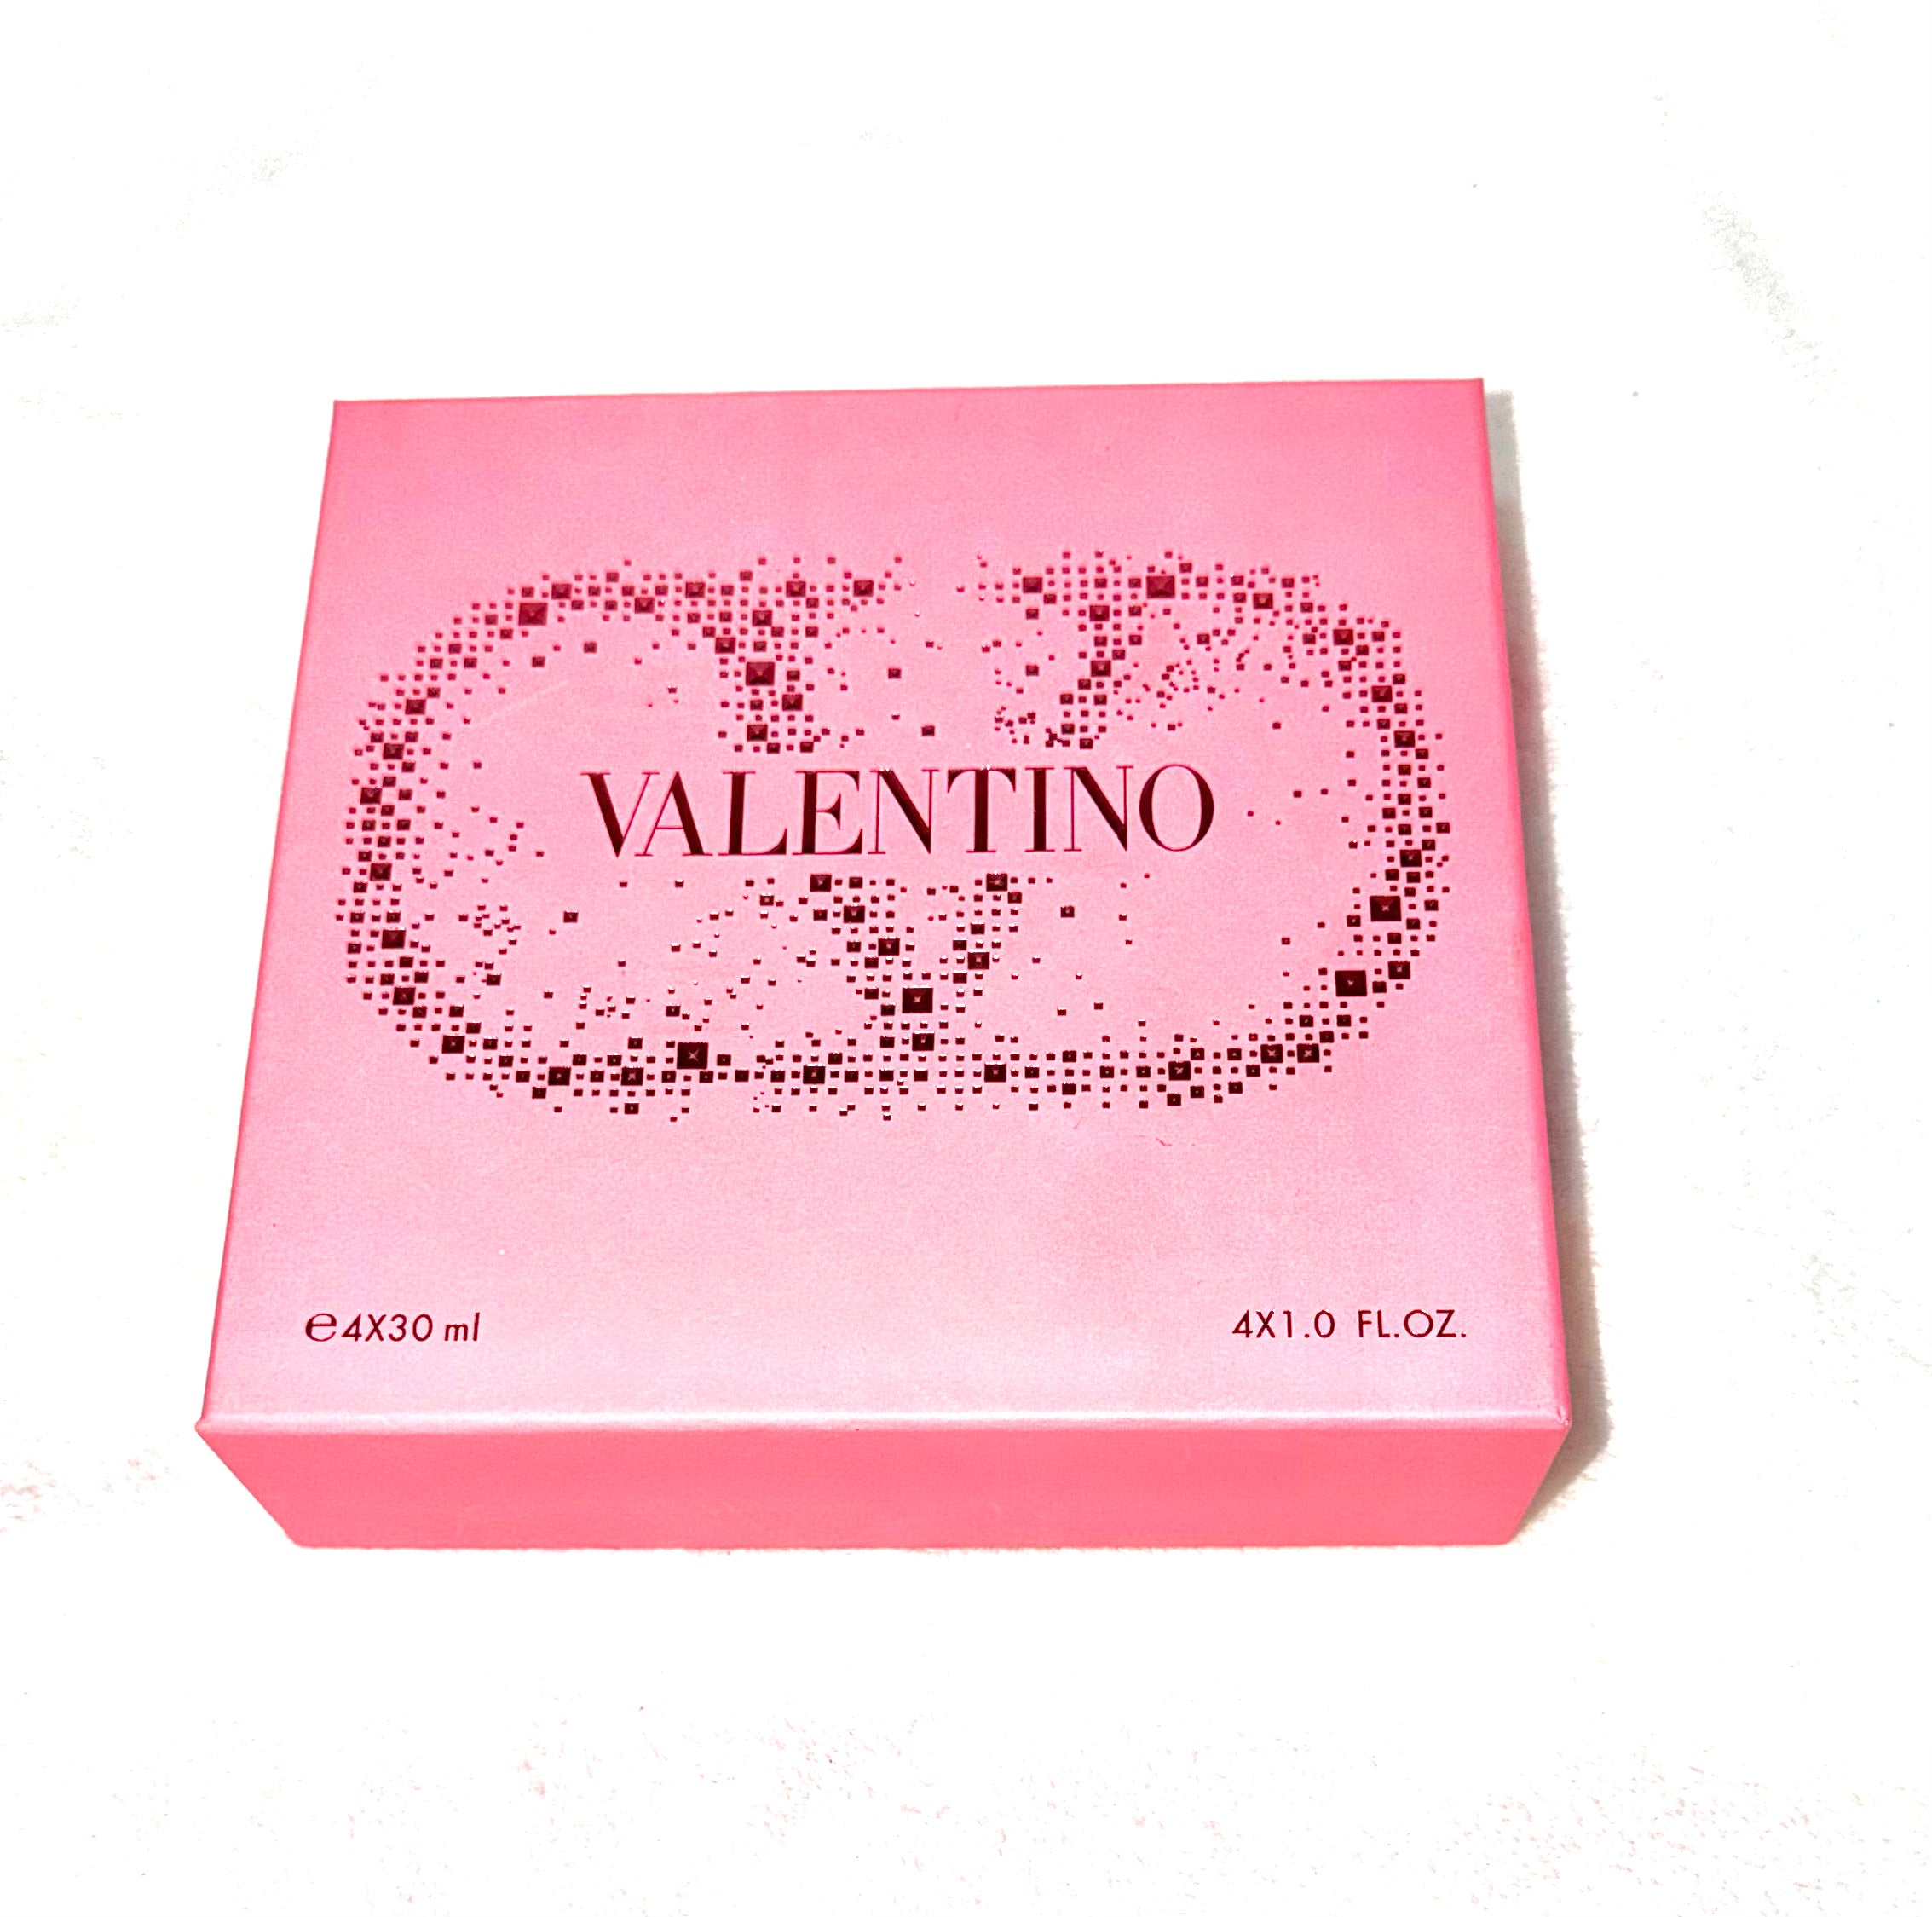 VALENTINO
℮4X30 ml 4X1.0 FL.OZ.